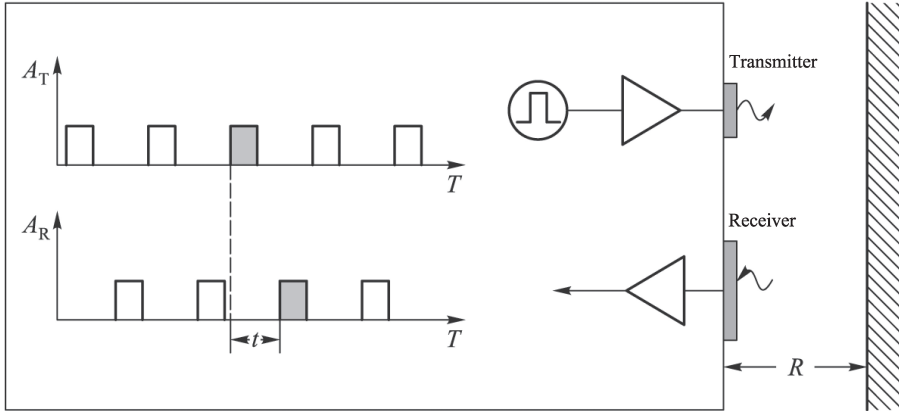 A_T
T
A_R
t
T
Transmitter
Receiver
R